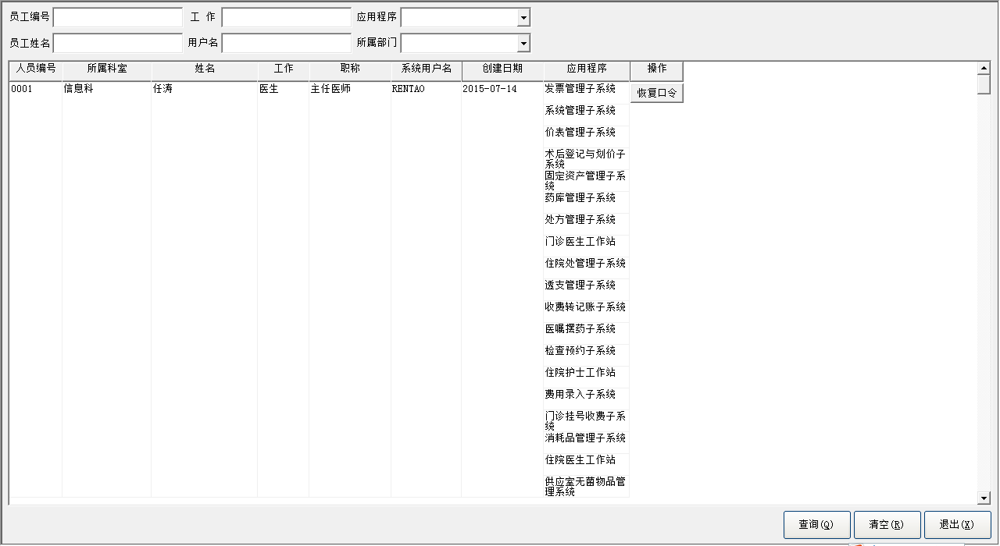 员工编号 工 作 应用程序
员工姓名 用户名 所属部门
人员编号 所属科室 姓名 工作 职称 系统用户名 创建日期 应用程序 操作
0001 信息科 任涛 医生 主任医师 RENTAO 2015-07-14 发票管理子系统 恢复口令
系统管理子系统
价表管理子系统
术后登记与划价子
系统
固定资产管理子系
统
药库管理子系统
处方管理子系统
门诊医生工作站
住院处管理子系统
透支管理子系统
收费转记账子系统
医嘱摆药子系统
检查预约子系统
住院护士工作站
费用录入子系统
门诊挂号收费子系
统
消耗品管理子系统
住院医生工作站
供应室无菌物品管
理系统
查询(Q) 清空(R) 退出(X)